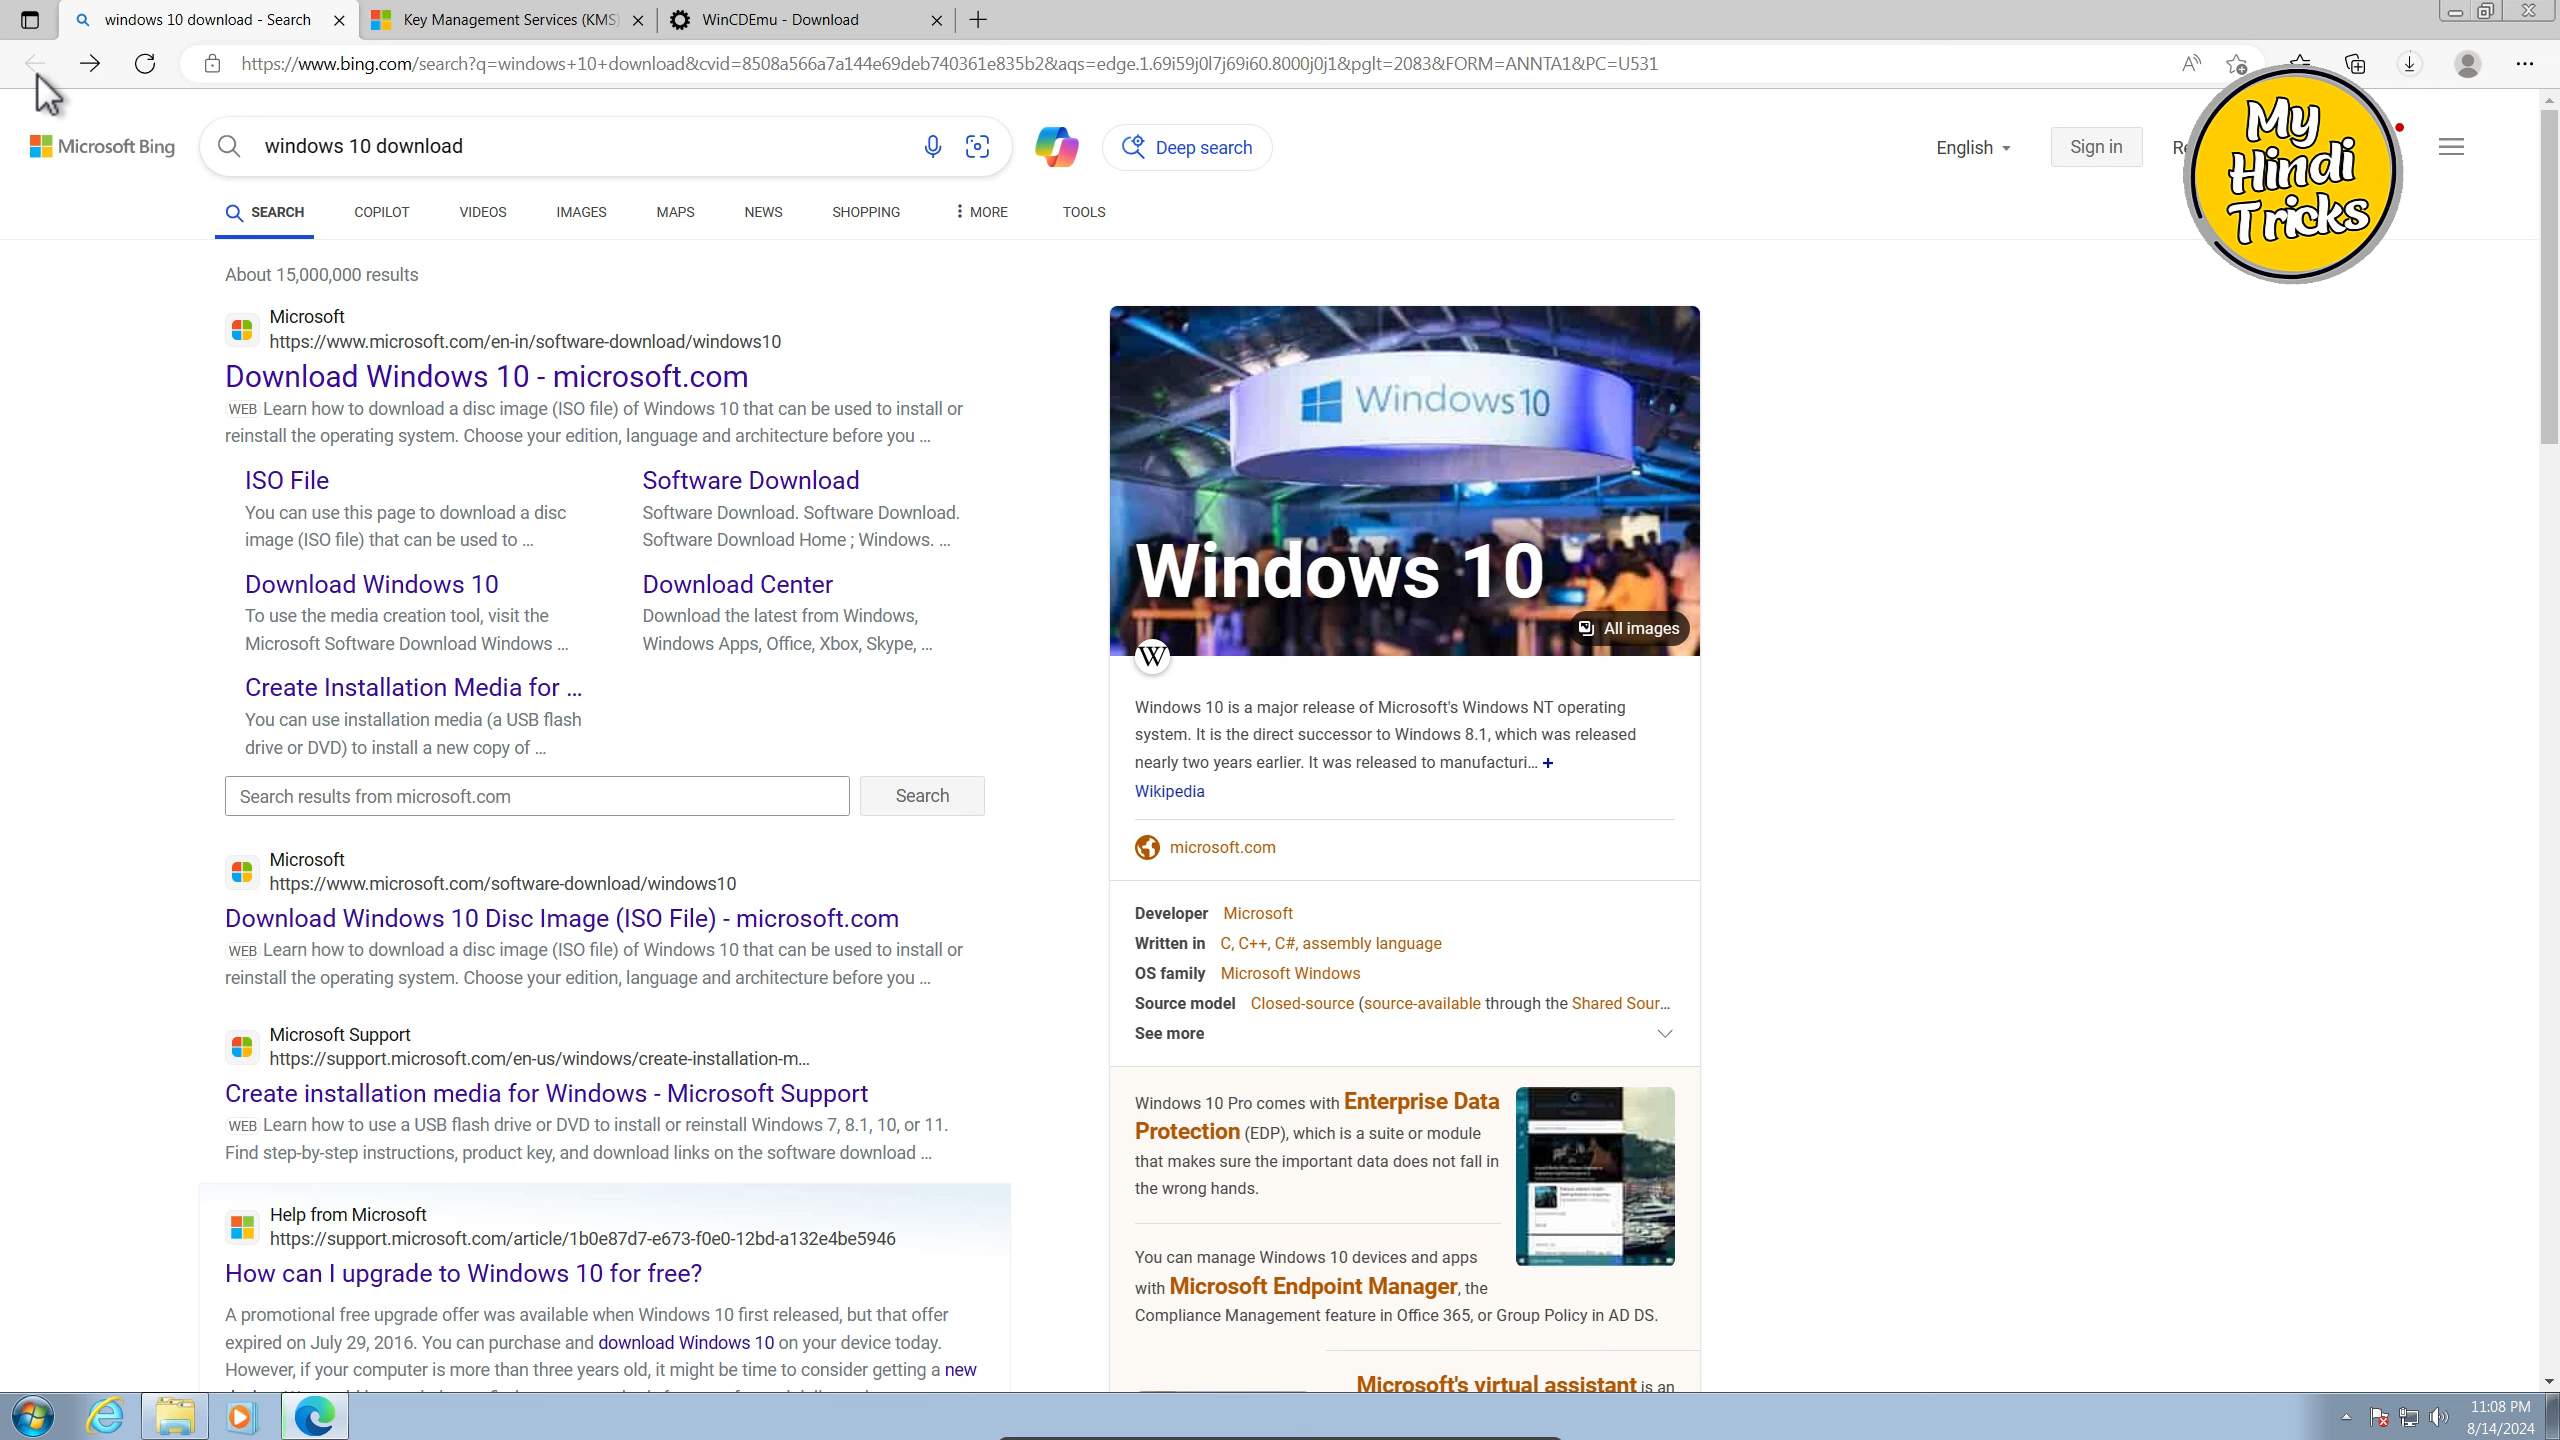 windows 10 download - Search
Key Management Services (KMS)
WinCDEmu - Download
https://www.bing.com/search?q=windows+10+download&cvid=8508a566a7a144e69deb740361e835b2&aqs=edge.1.69i59j0l7j69i60.8000j0j1&pglt=2083&FORM=ANNTA1&PC=U531
Microsoft Bing
windows 10 download
Deep search
English
Sign in
My
Hindi
Tricks
SEARCH
COPILOT
VIDEOS
IMAGES
MAPS
NEWS
SHOPPING
MORE
TOOLS
About 15,000,000 results
Microsoft
https://www.microsoft.com/en-in/software-download/windows10
Download Windows 10 - microsoft.com
WEB Learn how to download a disc image (ISO file) of Windows 10 that can be used to install or
reinstall the operating system. Choose your edition, language and architecture before you ...
ISO File
You can use this page to download a disc
image (ISO file) that can be used to ...
Software Download
Software Download. Software Download.
Software Download Home ; Windows. ...
Download Windows 10
To use the media creation tool, visit the
Microsoft Software Download Windows ...
Download Center
Download the latest from Windows,
Windows Apps, Office, Xbox, Skype, ...
Create Installation Media for ...
You can use installation media (a USB flash
drive or DVD) to install a new copy of ...
Search results from microsoft.com
Search
Microsoft
https://www.microsoft.com/software-download/windows10
Download Windows 10 Disc Image (ISO File) - microsoft.com
WEB Learn how to download a disc image (ISO file) of Windows 10 that can be used to install or
reinstall the operating system. Choose your edition, language and architecture before you ...
Microsoft Support
https://support.microsoft.com/en-us/windows/create-installation-m...
Create installation media for Windows - Microsoft Support
WEB Learn how to use a USB flash drive or DVD to install or reinstall Windows 7, 8.1, 10, or 11.
Find step-by-step instructions, product key, and download links on the software download ...
Help from Microsoft
https://support.microsoft.com/article/1b0e87d7-e673-f0e0-12bd-a132e4be5946
How can I upgrade to Windows 10 for free?
A promotional free upgrade offer was available when Windows 10 first released, but that offer
expired on July 29, 2016. You can purchase and download Windows 10 on your device today.
However, if your computer is more than three years old, it might be time to consider getting a new
Windows 10
Windows 10
All images
W
Windows 10 is a major release of Microsoft's Windows NT operating
system. It is the direct successor to Windows 8.1, which was released
nearly two years earlier. It was released to manufacturi... +
Wikipedia
microsoft.com
Developer Microsoft
Written in C, C++, C#, assembly language
OS family Microsoft Windows
Source model Closed-source (source-available through the Shared Sour...
See more
Windows 10 Pro comes with Enterprise Data
Protection (EDP), which is a suite or module
that makes sure the important data does not fall in
the wrong hands.
You can manage Windows 10 devices and apps
with Microsoft Endpoint Manager, the
Compliance Management feature in Office 365, or Group Policy in AD DS.
Microsoft's virtual assistant is an
11:08 PM
8/14/2024